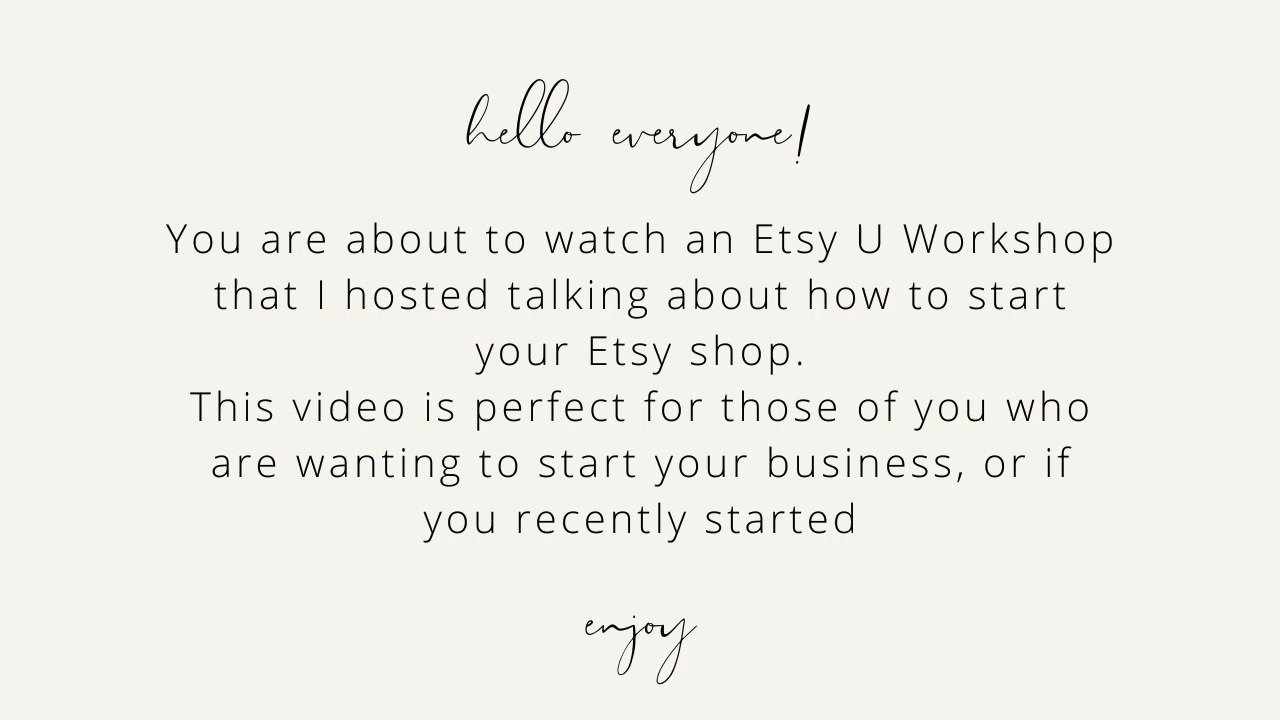 hello everyone!
You are about to watch an Etsy U Workshop
that I hosted talking about how to start
your Etsy shop.
This video is perfect for those of you who
are wanting to start your business, or if
you recently started
enjoy